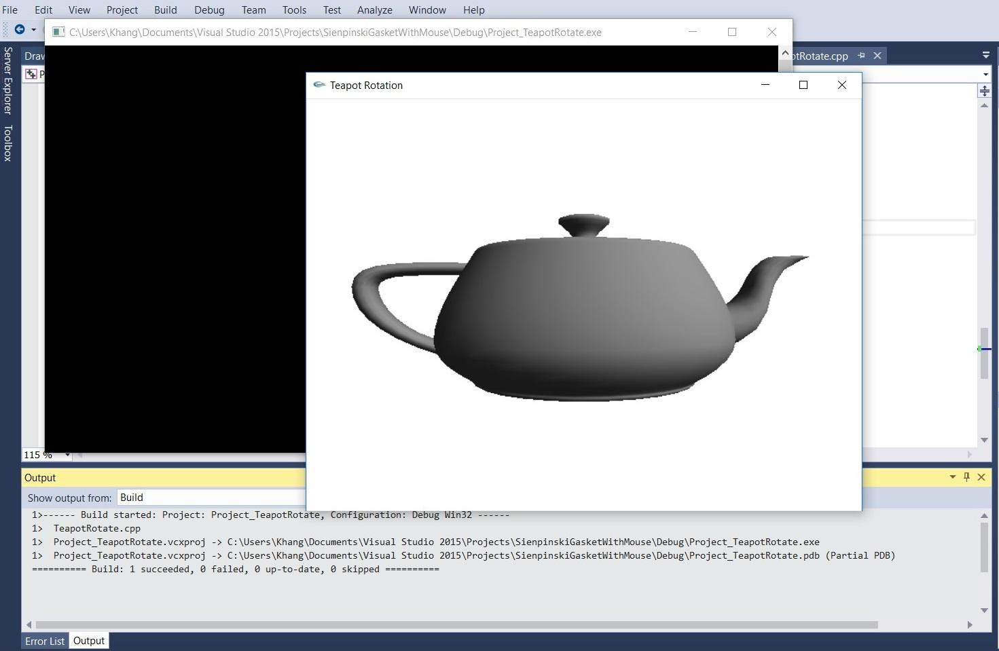 File Edit View Project Build Debug Team Tools Test Analyze Window Help
C:\Users\Khang\Documents\Visual Studio 2015\Projects\SienpinskiGasketWithMouse\Debug\Project_TeapotRotate.exe
Server Explorer
Toolbox
otRotate.cpp
Teapot Rotation
115 %
Output
Show output from: Build
1>------ Build started: Project: Project_TeapotRotate, Configuration: Debug Win32 ------
1> TeapotRotate.cpp
1> Project_TeapotRotate.vcxproj -> C:\Users\Khang\Documents\Visual Studio 2015\Projects\SienpinskiGasketWithMouse\Debug\Project_TeapotRotate.exe
1> Project_TeapotRotate.vcxproj -> C:\Users\Khang\Documents\Visual Studio 2015\Projects\SienpinskiGasketWithMouse\Debug\Project_TeapotRotate.pdb (Partial PDB)
========== Build: 1 succeeded, 0 failed, 0 up-to-date, 0 skipped ==========
Error List Output